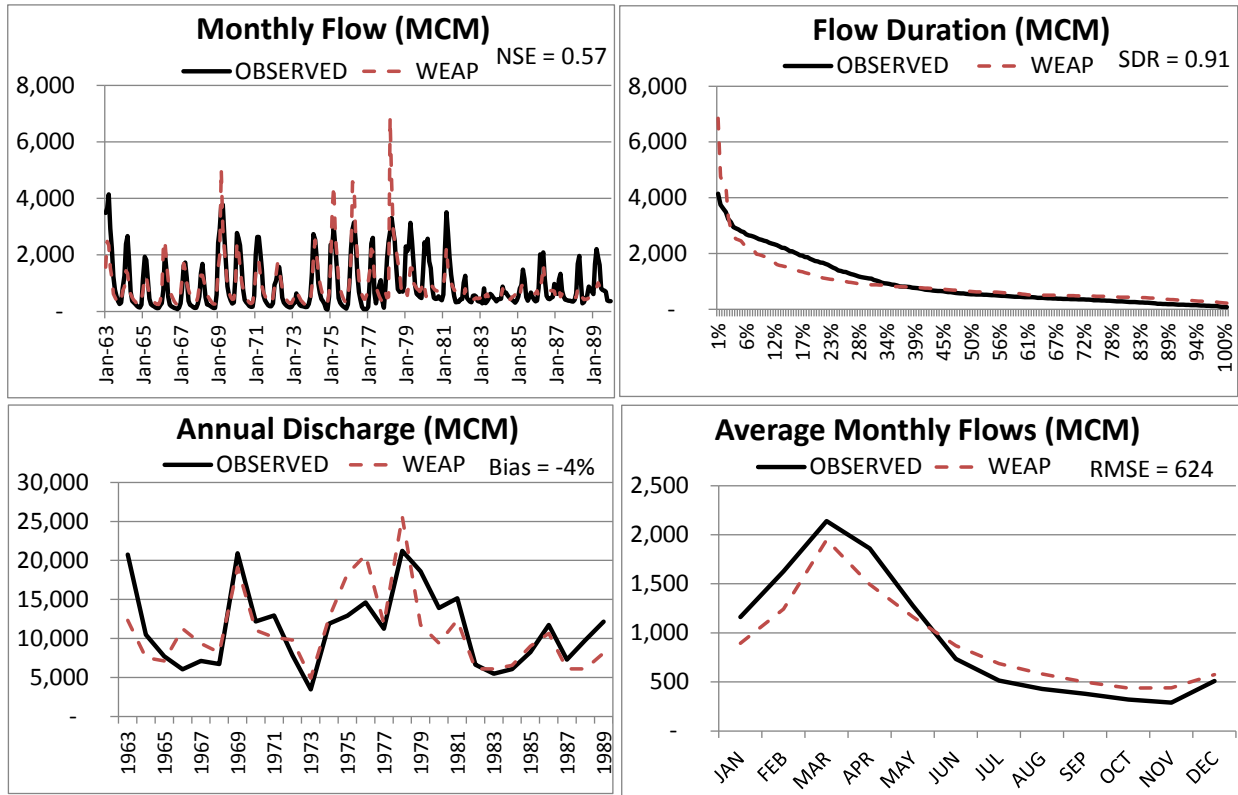 Monthly Flow (MCM)
NSE = 0.57
OBSERVED WEAP
8,000
6,000
4,000
2,000
-
Jan-63
Jan-65
Jan-67
Jan-69
Jan-71
Jan-73
Jan-75
Jan-77
Jan-79
Jan-81
Jan-83
Jan-85
Jan-87
Jan-89
Flow Duration (MCM)
OBSERVED WEAP
SDR = 0.91
8,000
6,000
4,000
2,000
-
1%
6%
12%
17%
23%
28%
34%
39%
45%
50%
56%
61%
67%
72%
78%
83%
89%
94%
100%
Annual Discharge (MCM)
OBSERVED WEAP
Bias = -4%
30,000
25,000
20,000
15,000
10,000
5,000
-
1963
1965
1967
1969
1971
1973
1975
1977
1979
1981
1983
1985
1987
1989
Average Monthly Flows (MCM)
OBSERVED WEAP
RMSE = 624
2,500
2,000
1,500
1,000
500
-
JAN
FEB
MAR
APR
MAY
JUN
JUL
AUG
SEP
OCT
NOV
DEC